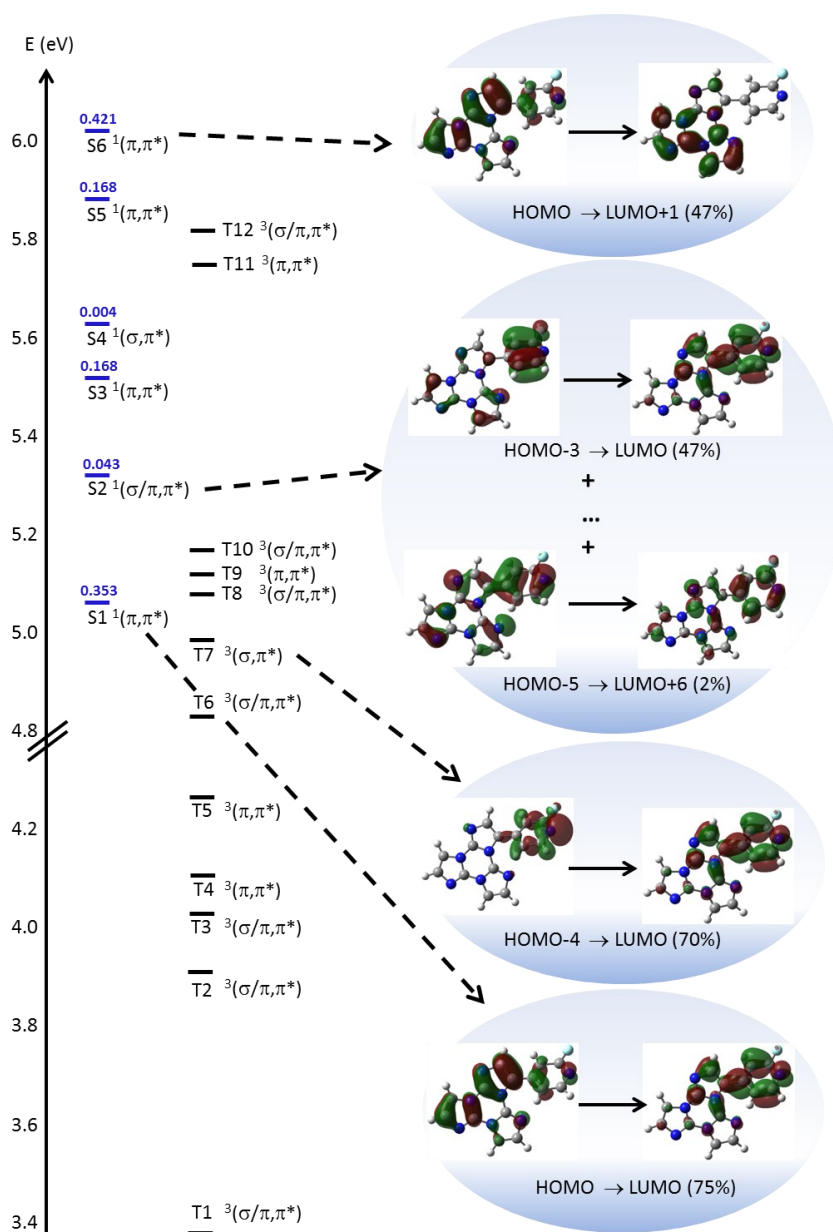 E (eV)
6.0
5.8
5.6
5.4
5.2
5.0
4.8
4.2
4.0
3.8
3.6
3.4
0.421
S6 ¹(π,π*)
0.168
S5 ¹(π,π*)
0.004
S4 ¹(σ,π*)
0.168
S3 ¹(π,π*)
0.043
S2 ¹(σ/π,π*)
0.353
S1 ¹(π,π*)
T12 ³(σ/π,π*)
T11 ³(π,π*)
T10 ³(σ/π,π*)
T9 ³(π,π*)
T8 ³(σ/π,π*)
T7 ³(σ,π*)
T6 ³(σ/π,π*)
T5 ³(π,π*)
T4 ³(π,π*)
T3 ³(σ/π,π*)
T2 ³(σ/π,π*)
T1 ³(σ/π,π*)
HOMO → LUMO+1 (47%)
HOMO-3 → LUMO (47%)
+
...
+
HOMO-5 → LUMO+6 (2%)
HOMO-4 → LUMO (70%)
HOMO → LUMO (75%)